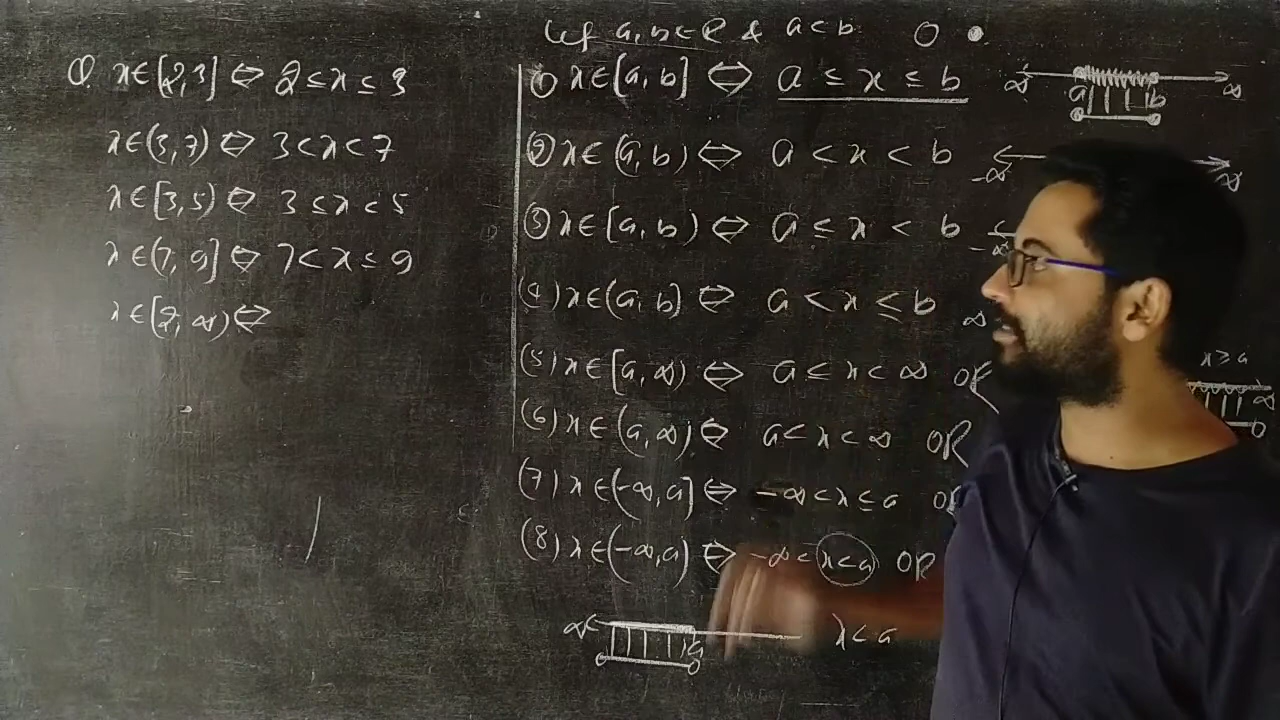 Q. x∈[2,3] ⇔ 2 ≤ x ≤ 3
x∈(3,7) ⇔ 3 < x < 7
x∈[3,5) ⇔ 3 ≤ x < 5
x∈(7,9] ⇔ 7 < x ≤ 9
x∈[2,∞) ⇔
Let a,b∈R & a<b
① x∈[a,b] ⇔ a ≤ x ≤ b
∞ a b ∞
② x∈(a,b) ⇔ a < x < b
-∞ ∞
③ x∈[a,b) ⇔ a ≤ x < b
-∞
(4) x∈(a,b] ⇔ a < x ≤ b
∞
(5) x∈[a,∞) ⇔ a ≤ x < ∞ OR
x ≥ a
∞
(6) x∈(a,∞) ⇔ a < x < ∞ OR
(7) x∈(-∞,a] ⇔ -∞ < x ≤ a OR
(8) x∈(-∞,a) ⇔ -∞ < x < a OR
∞ a x < a